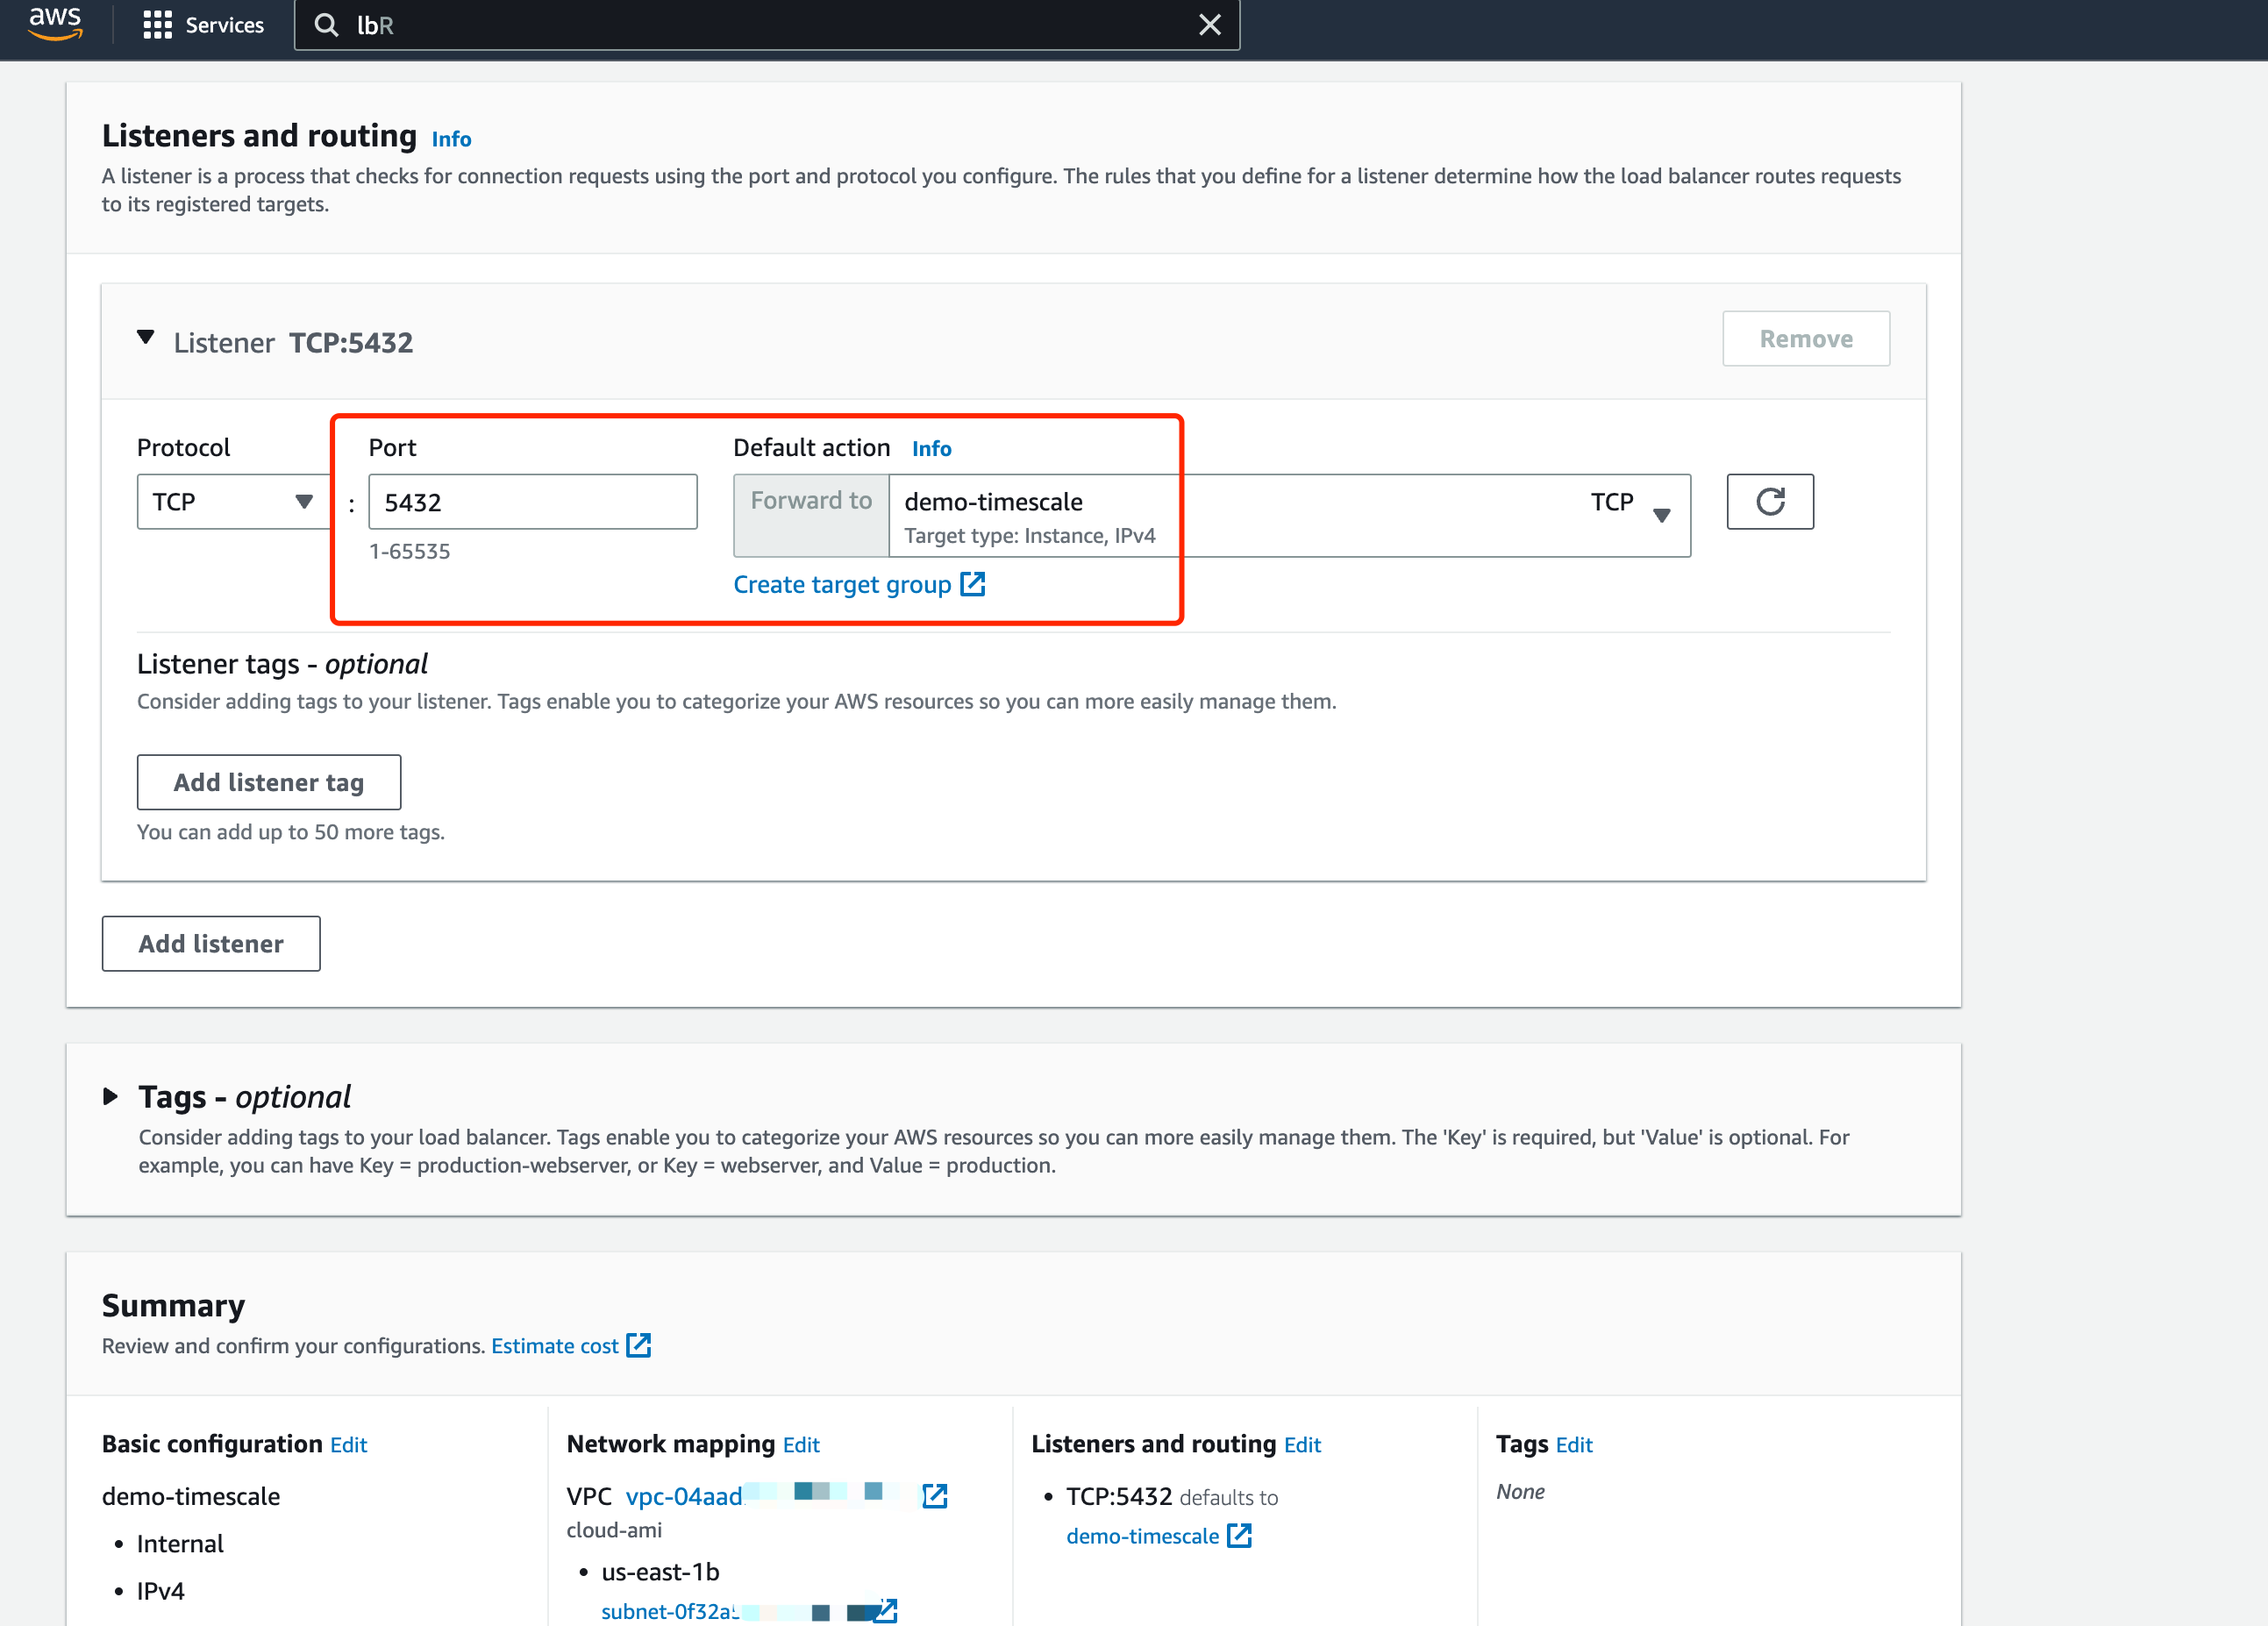 aws
Services
lbR
Listeners and routing Info
A listener is a process that checks for connection requests using the port and protocol you configure. The rules that you define for a listener determine how the load balancer routes requests
to its registered targets.
Listener TCP:5432
Remove
Protocol
Port
Default action Info
TCP
:
5432
Forward to
demo-timescale
TCP
Target type: Instance, IPv4
1-65535
Create target group
Listener tags - optional
Consider adding tags to your listener. Tags enable you to categorize your AWS resources so you can more easily manage them.
Add listener tag
You can add up to 50 more tags.
Add listener
Tags - optional
Consider adding tags to your load balancer. Tags enable you to categorize your AWS resources so you can more easily manage them. The 'Key' is required, but 'Value' is optional. For
example, you can have Key = production-webserver, or Key = webserver, and Value = production.
Summary
Review and confirm your configurations. Estimate cost
Basic configuration Edit
demo-timescale
• Internal
• IPv4
Network mapping Edit
VPC vpc-04aad
cloud-ami
• us-east-1b
subnet-0f32a
Listeners and routing Edit
• TCP:5432 defaults to
demo-timescale
Tags Edit
None